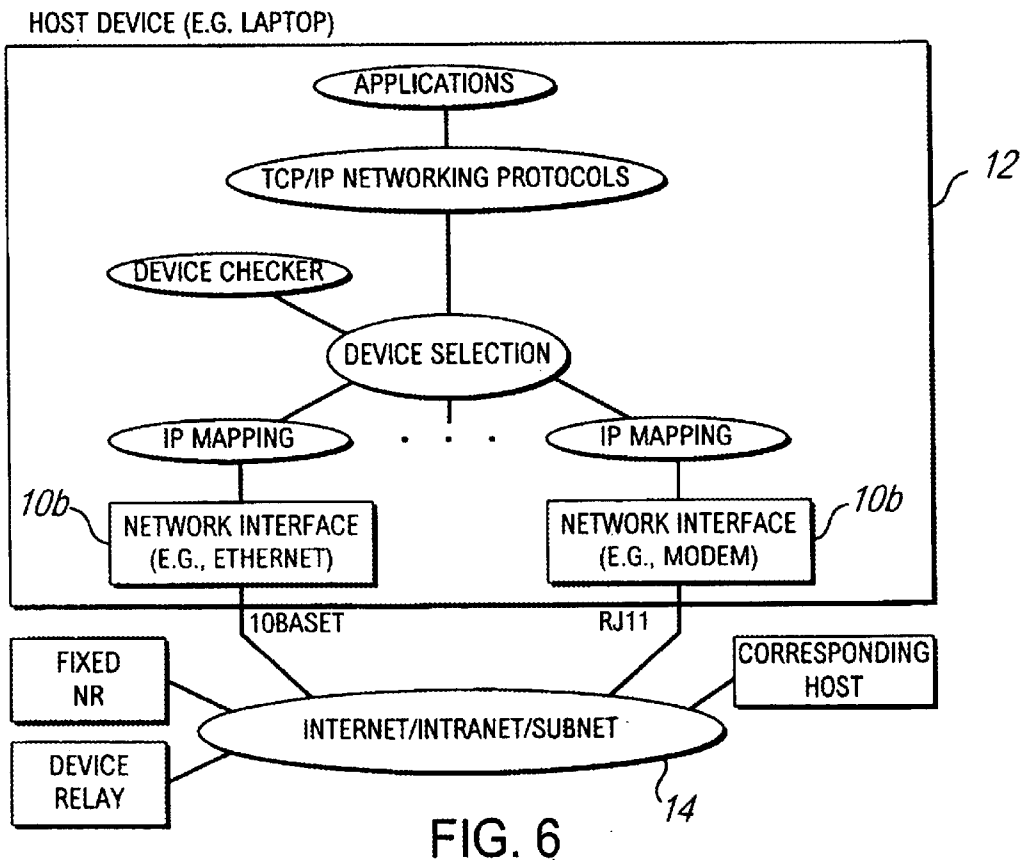 HOST DEVICE (E.G. LAPTOP)
APPLICATIONS
TCP/IP NETWORKING PROTOCOLS
12
DEVICE CHECKER
DEVICE SELECTION
IP MAPPING
. . .
IP MAPPING
10b
NETWORK INTERFACE
(E.G., ETHERNET)
NETWORK INTERFACE
(E.G., MODEM)
10b
10BASET
RJ11
FIXED
NR
CORRESPONDING
HOST
INTERNET/INTRANET/SUBNET
DEVICE
RELAY
14
FIG. 6